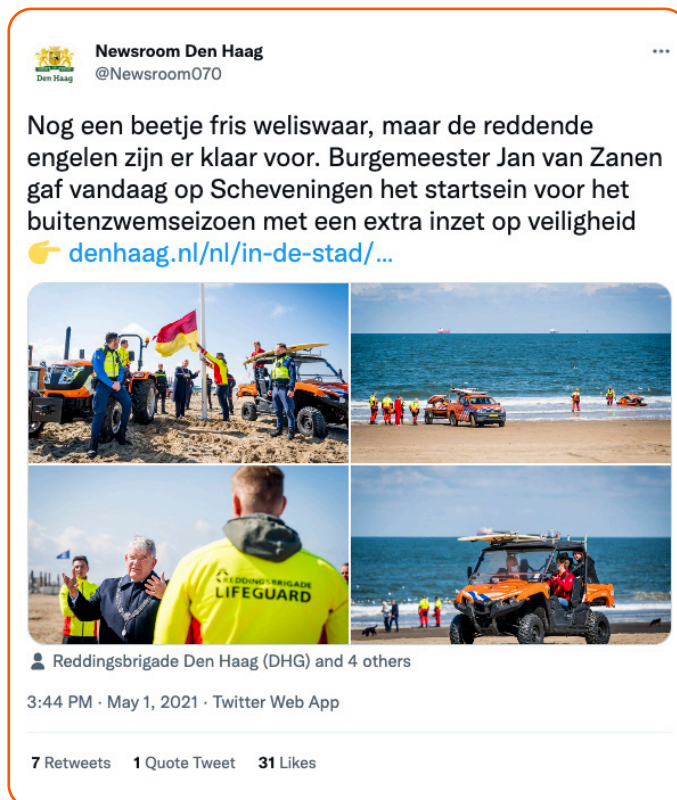 Den Haag
Newsroom Den Haag
@Newsroom070
Nog een beetje fris weliswaar, maar de reddende
engelen zijn er klaar voor. Burgemeester Jan van Zanen
gaf vandaag op Scheveningen het startsein voor het
buitenzwemseizoen met een extra inzet op veiligheid
👉 denhaag.nl/nl/in-de-stad/...
REDDINGSBRIGADE
LIFEGUARD
Reddingsbrigade Den Haag (DHG) and 4 others
3:44 PM · May 1, 2021 · Twitter Web App
7 Retweets 1 Quote Tweet 31 Likes